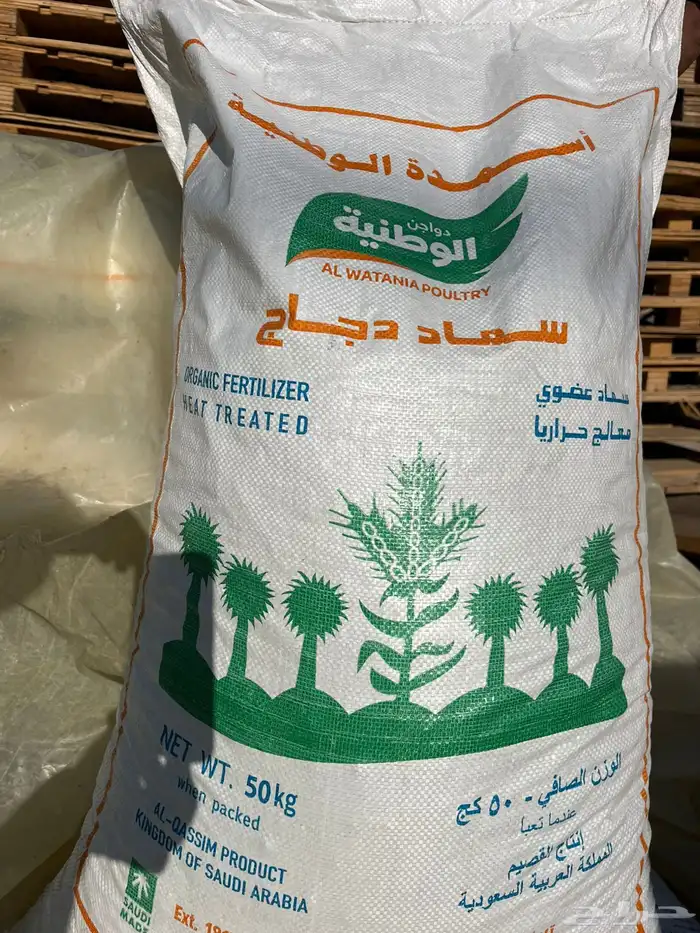 أسمدة الوطنية
دواجن
الوطنية
AL WATANIA POULTRY
سماد دجاج
ORGANIC FERTILIZER
HEAT TREATED
سماد عضوي
معالج حراريا
NET WT. 50kg
when packed
AL-QASSIM PRODUCT
KINGDOM OF SAUDI ARABIA
الوزن الصافي - ٥٠ كج
عندما تعبأ
إنتاج القصيم
المملكة العربية السعودية
SAUDI
MADE
Ext.
حراج